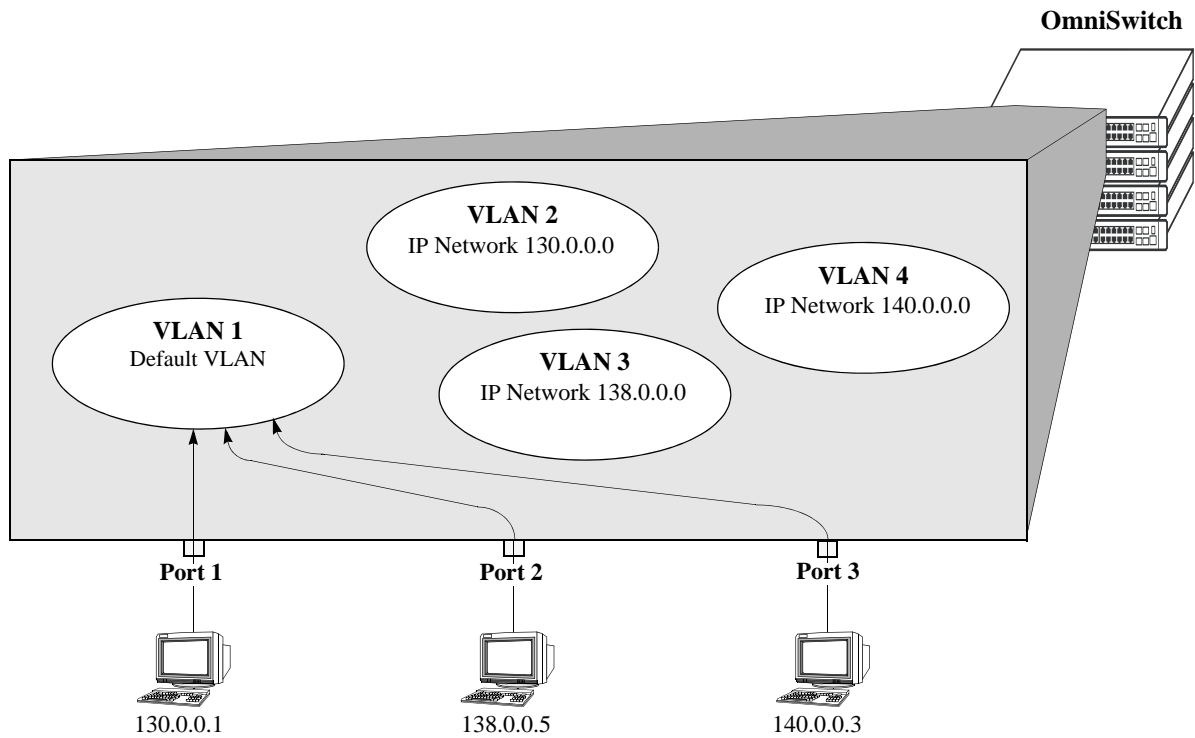 OmniSwitch
VLAN 2
IP Network 130.0.0.0
VLAN 4
IP Network 140.0.0.0
VLAN 1
Default VLAN
VLAN 3
IP Network 138.0.0.0
Port 1
Port 2
Port 3
130.0.0.1
138.0.0.5
140.0.0.3